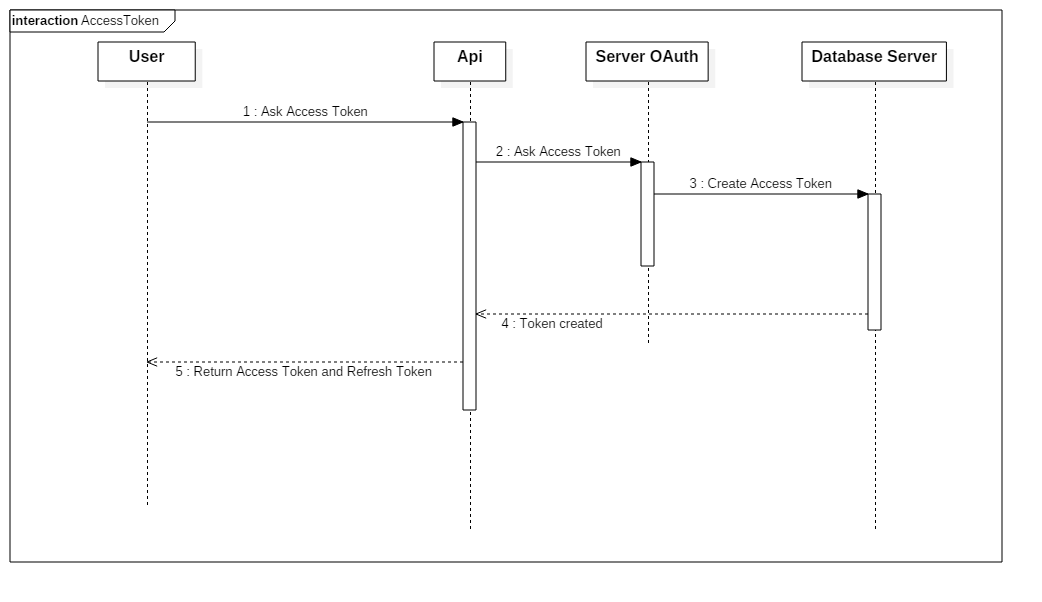 interaction AccessToken
User
Api
Server OAuth
Database Server
1 : Ask Access Token
2 : Ask Access Token
3 : Create Access Token
4 : Token created
5 : Return Access Token and Refresh Token